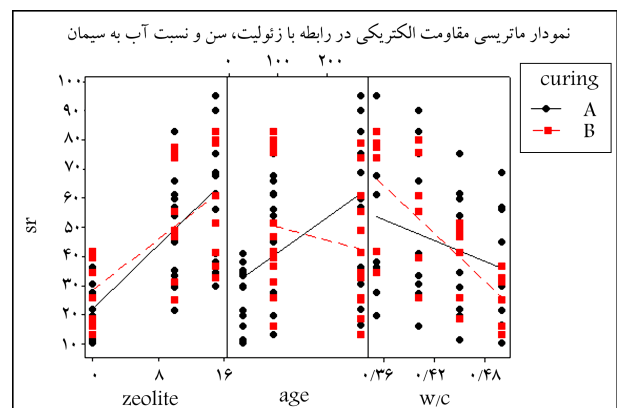 نمودار ماتریسی مقاومت الکتریکی در رابطه با زئولیت، سن و نسبت آب به سیمان
۰ ۱۰۰ ۲۰۰
curing
A
B
۱۰۰
۹۰
۸۰
۷۰
۶۰
۵۰
۴۰
۳۰
۲۰
۱۰
sr
۰ ۸ ۱۶
۰/۳۶ ۰/۴۲ ۰/۴۸
zeolite age w/c